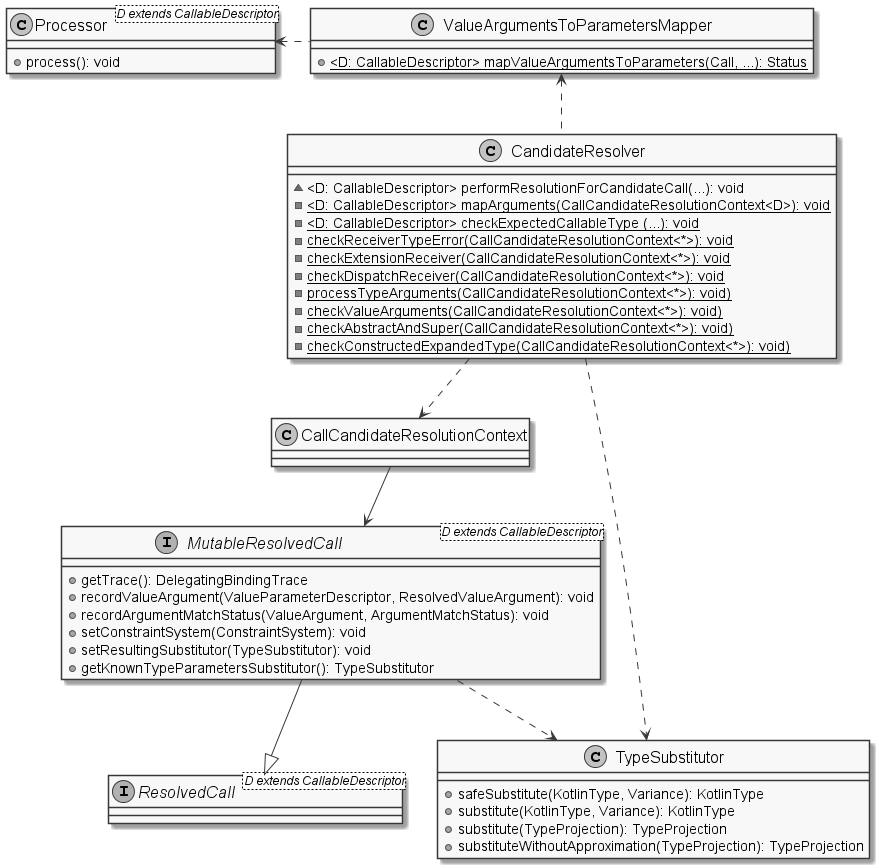 C Processor
D extends CallableDescriptor
process(): void
C ValueArgumentsToParametersMapper
<D: CallableDescriptor> mapValueArgumentsToParameters(Call, ...): Status
C CandidateResolver
<D: CallableDescriptor> performResolutionForCandidateCall(...): void
<D: CallableDescriptor> mapArguments(CallCandidateResolutionContext<D>): void
<D: CallableDescriptor> checkExpectedCallableType (...): void
checkReceiverTypeError(CallCandidateResolutionContext<*>): void
checkExtensionReceiver(CallCandidateResolutionContext<*>): void
checkDispatchReceiver(CallCandidateResolutionContext<*>): void
processTypeArguments(CallCandidateResolutionContext<*>): void)
checkValueArguments(CallCandidateResolutionContext<*>): void)
checkAbstractAndSuper(CallCandidateResolutionContext<*>): void)
checkConstructedExpandedType(CallCandidateResolutionContext<*>): void)
C CallCandidateResolutionContext
I MutableResolvedCall
D extends CallableDescriptor
getTrace(): DelegatingBindingTrace
recordValueArgument(ValueParameterDescriptor, ResolvedValueArgument): void
recordArgumentMatchStatus(ValueArgument, ArgumentMatchStatus): void
setConstraintSystem(ConstraintSystem): void
setResultingSubstitutor(TypeSubstitutor): void
getKnownTypeParametersSubstitutor(): TypeSubstitutor
I ResolvedCall
D extends CallableDescriptor
C TypeSubstitutor
safeSubstitute(KotlinType, Variance): KotlinType
substitute(KotlinType, Variance): KotlinType
substitute(TypeProjection): TypeProjection
substituteWithoutApproximation(TypeProjection): TypeProjection